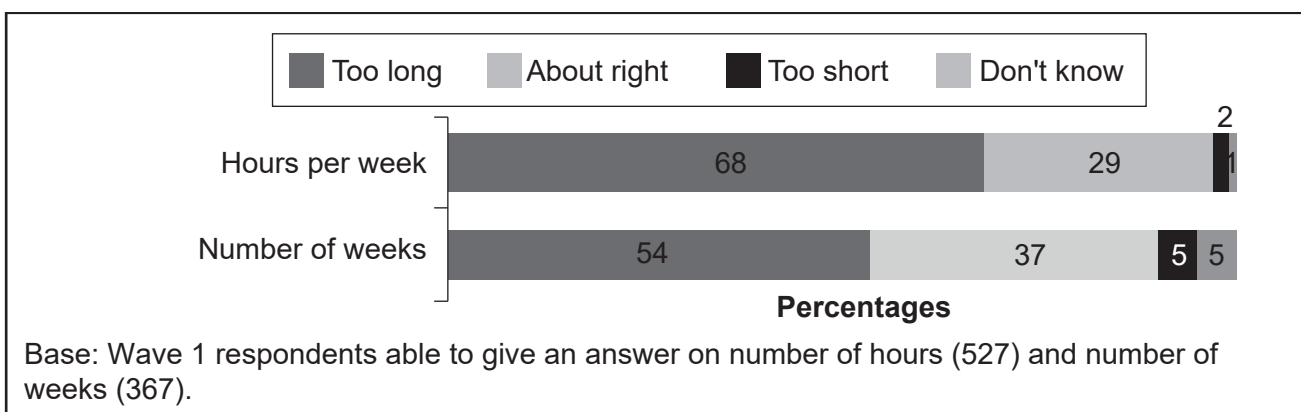 Too long About right Too short Don't know
2
Hours per week 68 29 1
Number of weeks 54 37 5 5
Percentages
Base: Wave 1 respondents able to give an answer on number of hours (527) and number of
weeks (367).